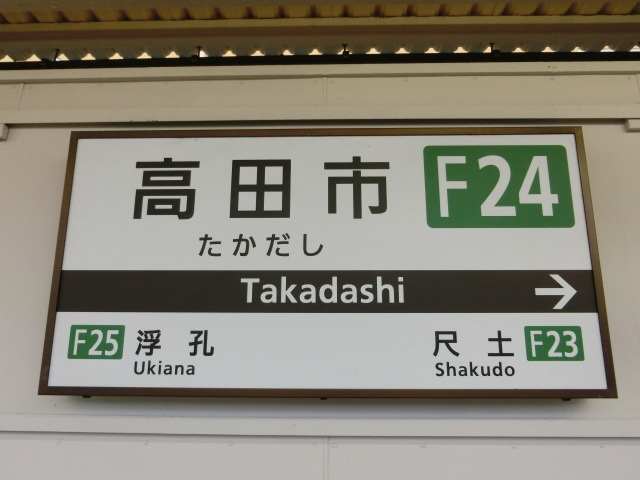 高田市 F24
たかだし
Takadashi →
F25 浮孔 尺土 F23
Ukiana Shakudo